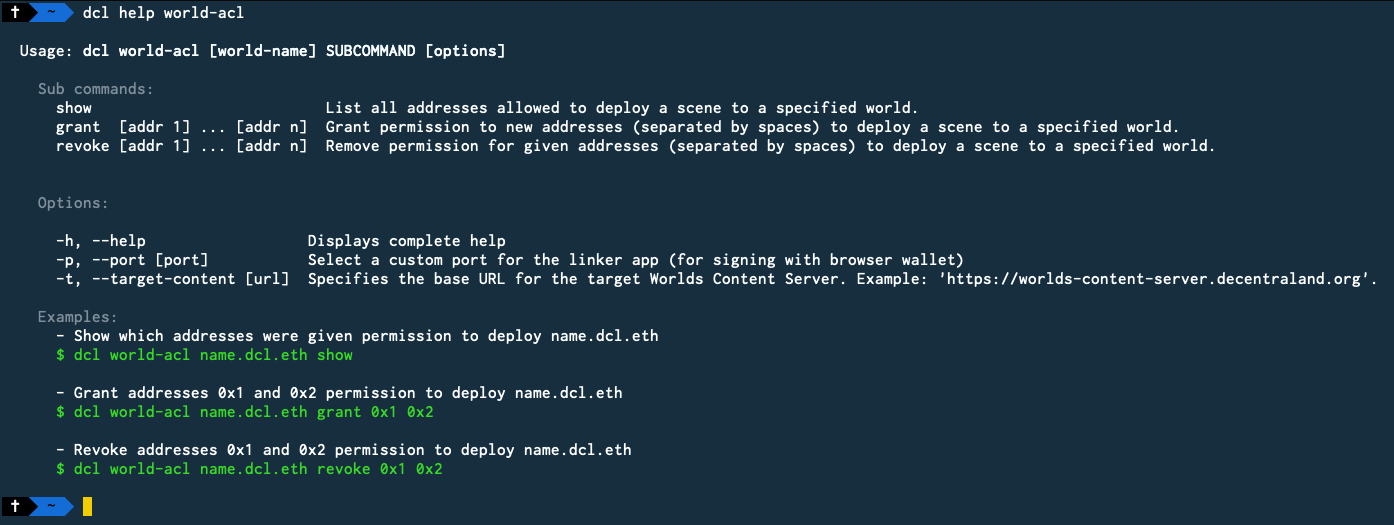 † ~ dcl help world-acl
Usage: dcl world-acl [world-name] SUBCOMMAND [options]
Sub commands:
show List all addresses allowed to deploy a scene to a specified world.
grant [addr 1] ... [addr n] Grant permission to new addresses (separated by spaces) to deploy a scene to a specified world.
revoke [addr 1] ... [addr n] Remove permission for given addresses (separated by spaces) to deploy a scene to a specified world.
Options:
-h, --help Displays complete help
-p, --port [port] Select a custom port for the linker app (for signing with browser wallet)
-t, --target-content [url] Specifies the base URL for the target Worlds Content Server. Example: 'https://worlds-content-server.decentraland.org'.
Examples:
- Show which addresses were given permission to deploy name.dcl.eth
$ dcl world-acl name.dcl.eth show
- Grant addresses 0x1 and 0x2 permission to deploy name.dcl.eth
$ dcl world-acl name.dcl.eth grant 0x1 0x2
- Revoke addresses 0x1 and 0x2 permission to deploy name.dcl.eth
$ dcl world-acl name.dcl.eth revoke 0x1 0x2
† ~